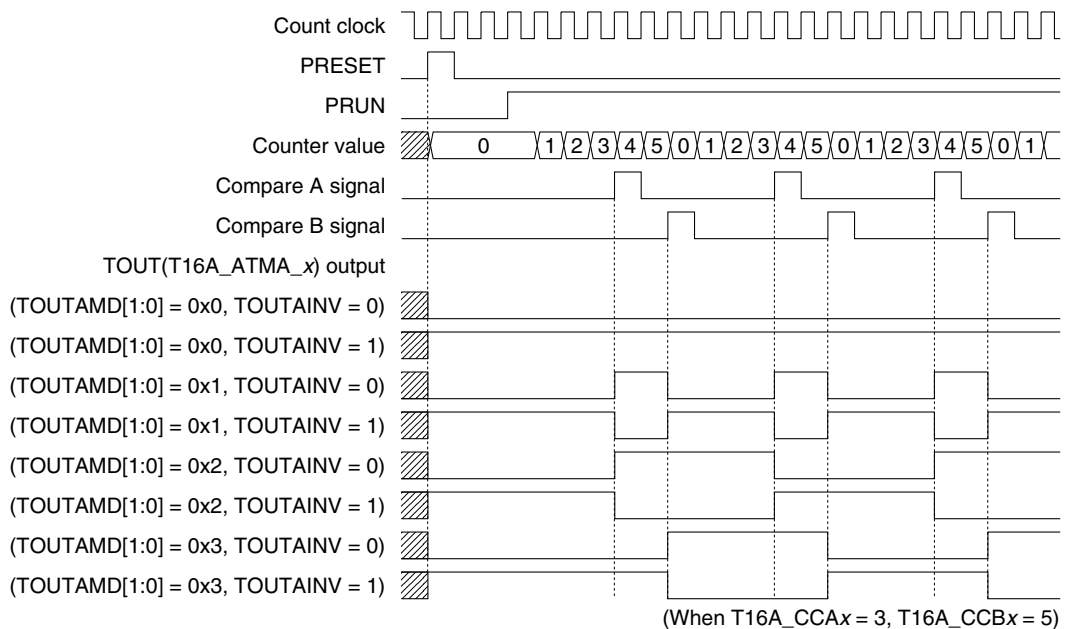 Count clock
PRESET
PRUN
Counter value 0 1 2 3 4 5 0 1 2 3 4 5 0 1 2 3 4 5 0 1
Compare A signal
Compare B signal
TOUT(T16A_ATMA_x) output
(TOUTAMD[1:0] = 0x0, TOUTAINV = 0)
(TOUTAMD[1:0] = 0x0, TOUTAINV = 1)
(TOUTAMD[1:0] = 0x1, TOUTAINV = 0)
(TOUTAMD[1:0] = 0x1, TOUTAINV = 1)
(TOUTAMD[1:0] = 0x2, TOUTAINV = 0)
(TOUTAMD[1:0] = 0x2, TOUTAINV = 1)
(TOUTAMD[1:0] = 0x3, TOUTAINV = 0)
(TOUTAMD[1:0] = 0x3, TOUTAINV = 1)
(When T16A_CCAx = 3, T16A_CCBx = 5)